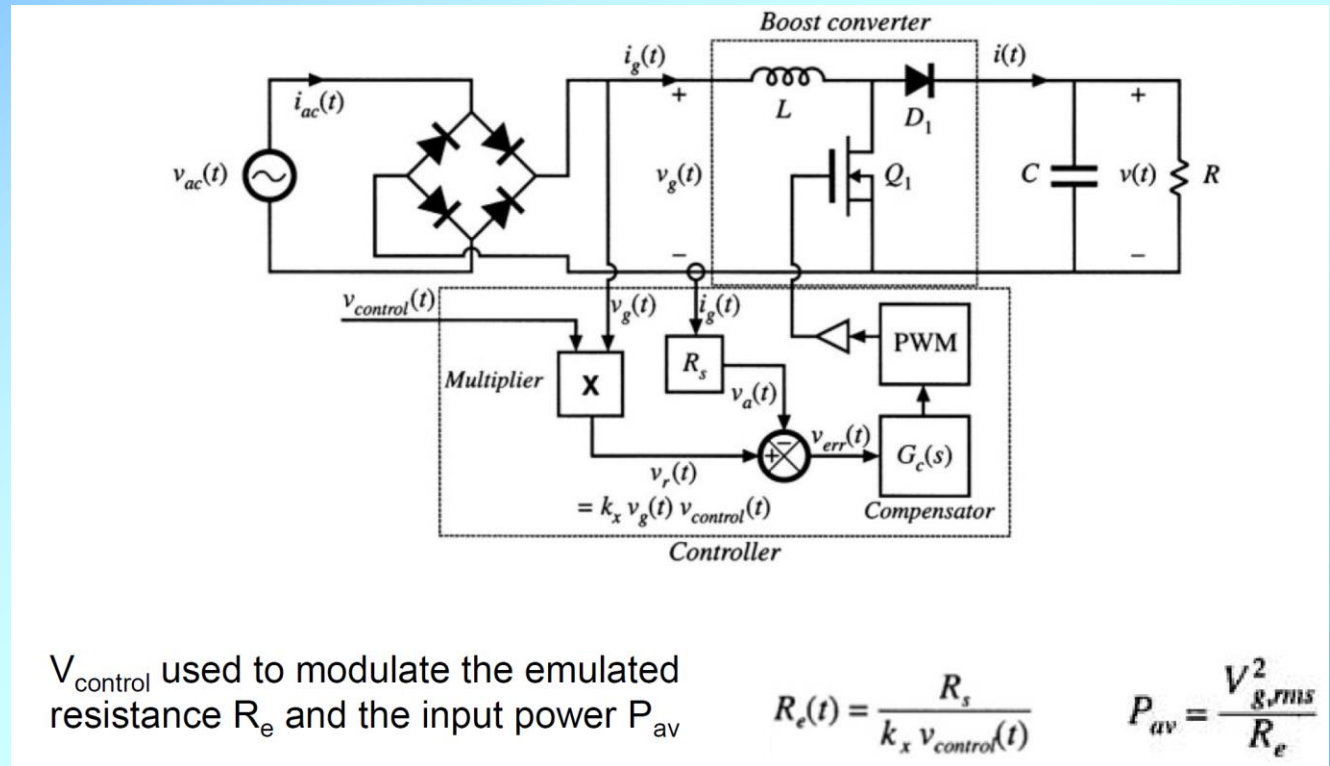 Boost converter
i_g(t)
i(t)
i_ac(t)
+
L
D_1
+
v_ac(t)
v_g(t)
Q_1
C
v(t)
R
–
–
v_control(t)
v_g(t)
i_g(t)
PWM
Multiplier
X
R_s
v_a(t)
–
+
v_err(t)
G_c(s)
v_r(t)
= k_x v_g(t) v_control(t)
Compensator
Controller
V_control used to modulate the emulated
resistance R_e and the input power P_av
R_e(t) = R_s / (k_x v_control(t))
P_av = V²_g,rms / R_e